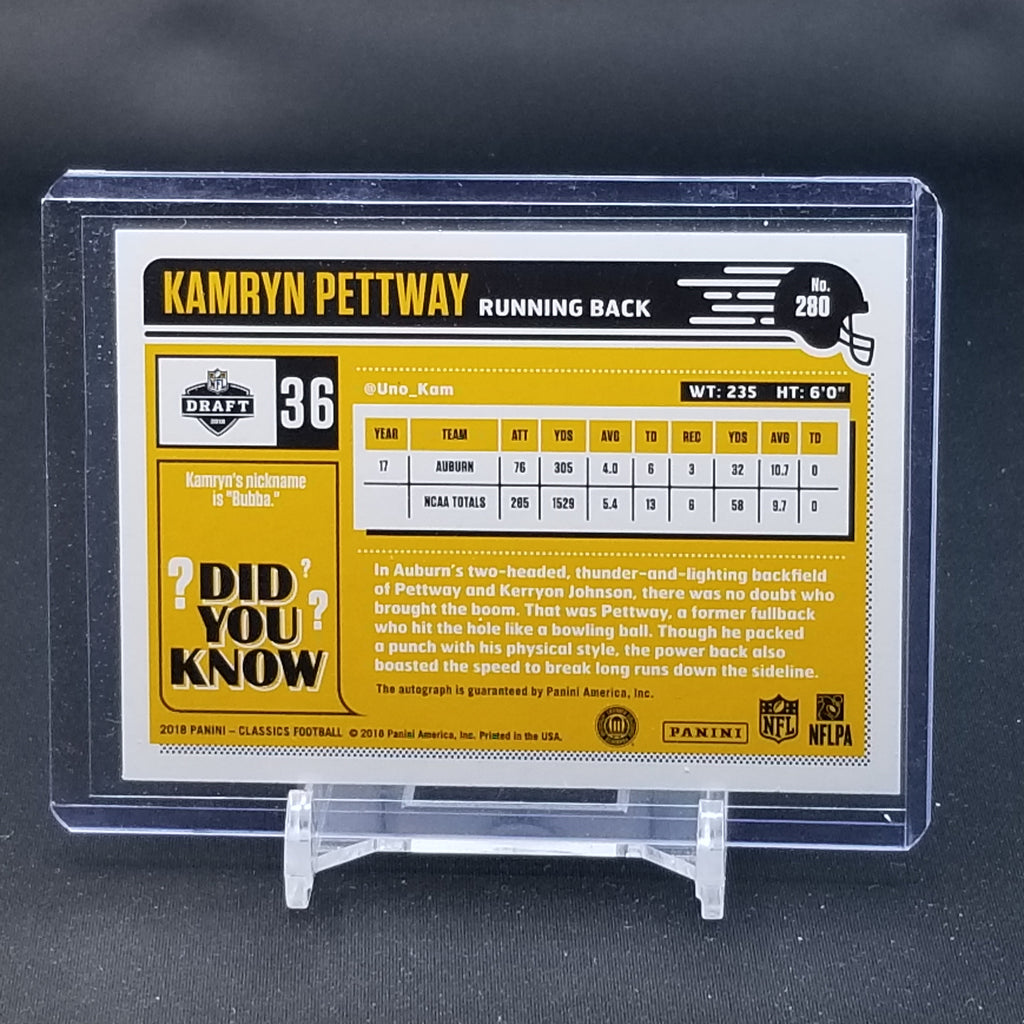 KAMRYN PETTWAY RUNNING BACK
No.
280
NFL
DRAFT
2018
36
@Uno_Kam
WT: 235 HT: 6'0"
YEAR TEAM ATT YDS AVG TD REC YDS AVG TD
17 AUBURN 76 305 4.0 6 3 32 10.7 0
NCAA TOTALS 285 1529 5.4 13 6 58 9.7 0
Kamryn's nickname
is "Bubba."
? DID ?
YOU ?
KNOW
In Auburn's two-headed, thunder-and-lighting backfield
of Pettway and Kerryon Johnson, there was no doubt who
brought the boom. That was Pettway, a former fullback
who hit the hole like a bowling ball. Though he packed
a punch with his physical style, the power back also
boasted the speed to break long runs down the sideline.
The autograph is guaranteed by Panini America, Inc.
2018 PANINI – CLASSICS FOOTBALL © 2018 Panini America, Inc. Printed in the USA.
PANINI
NFL
NFLPA